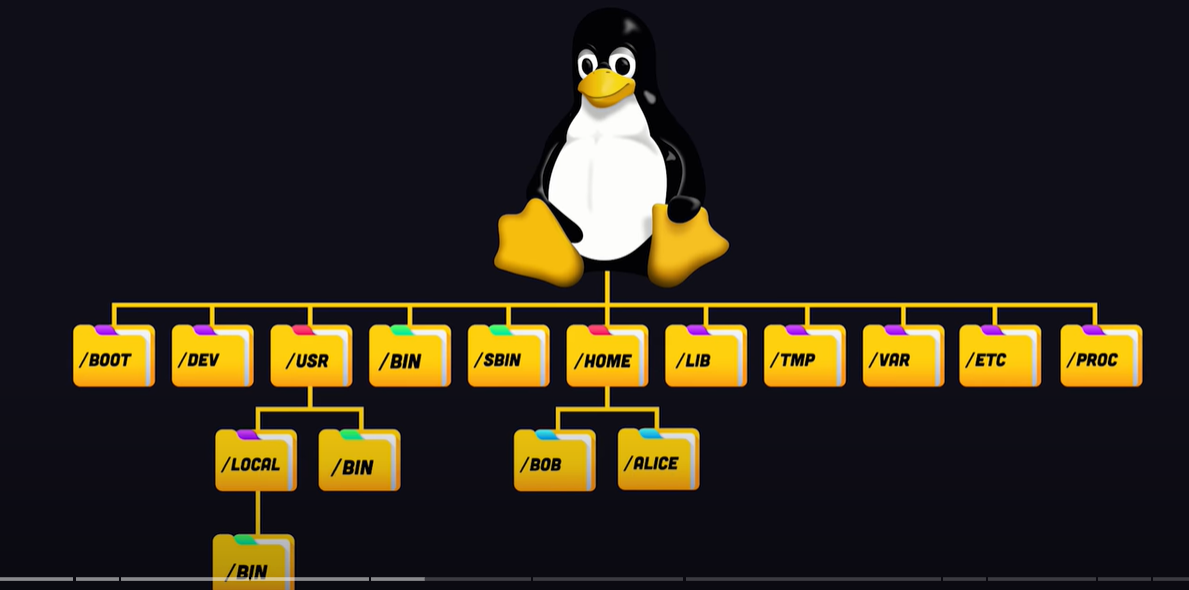 /BOOT
/DEV
/USR
/BIN
/SBIN
/HOME
/LIB
/TMP
/VAR
/ETC
/PROC
/LOCAL
/BIN
/BOB
/ALICE
/BIN